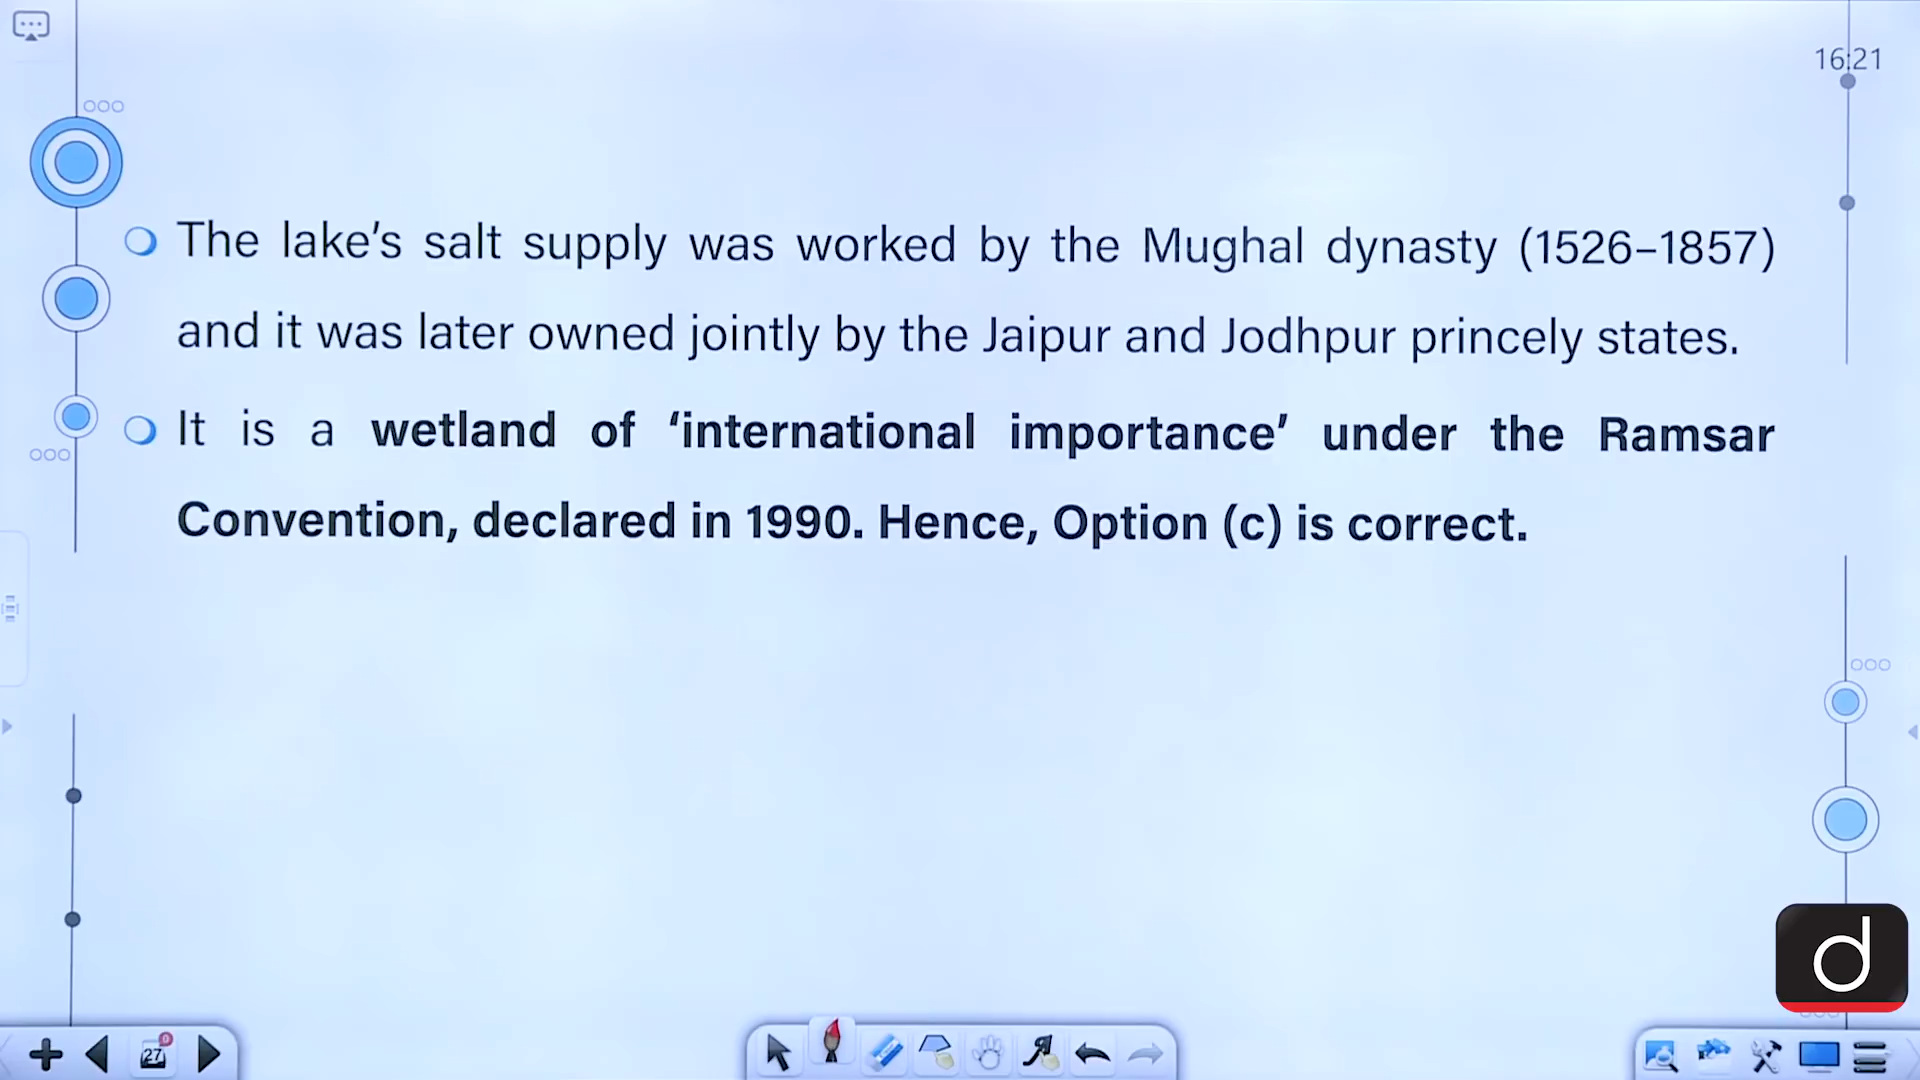 16:21
The lake’s salt supply was worked by the Mughal dynasty (1526–1857)
and it was later owned jointly by the Jaipur and Jodhpur princely states.
It is a wetland of ‘international importance’ under the Ramsar
Convention, declared in 1990. Hence, Option (c) is correct.
d
27
0